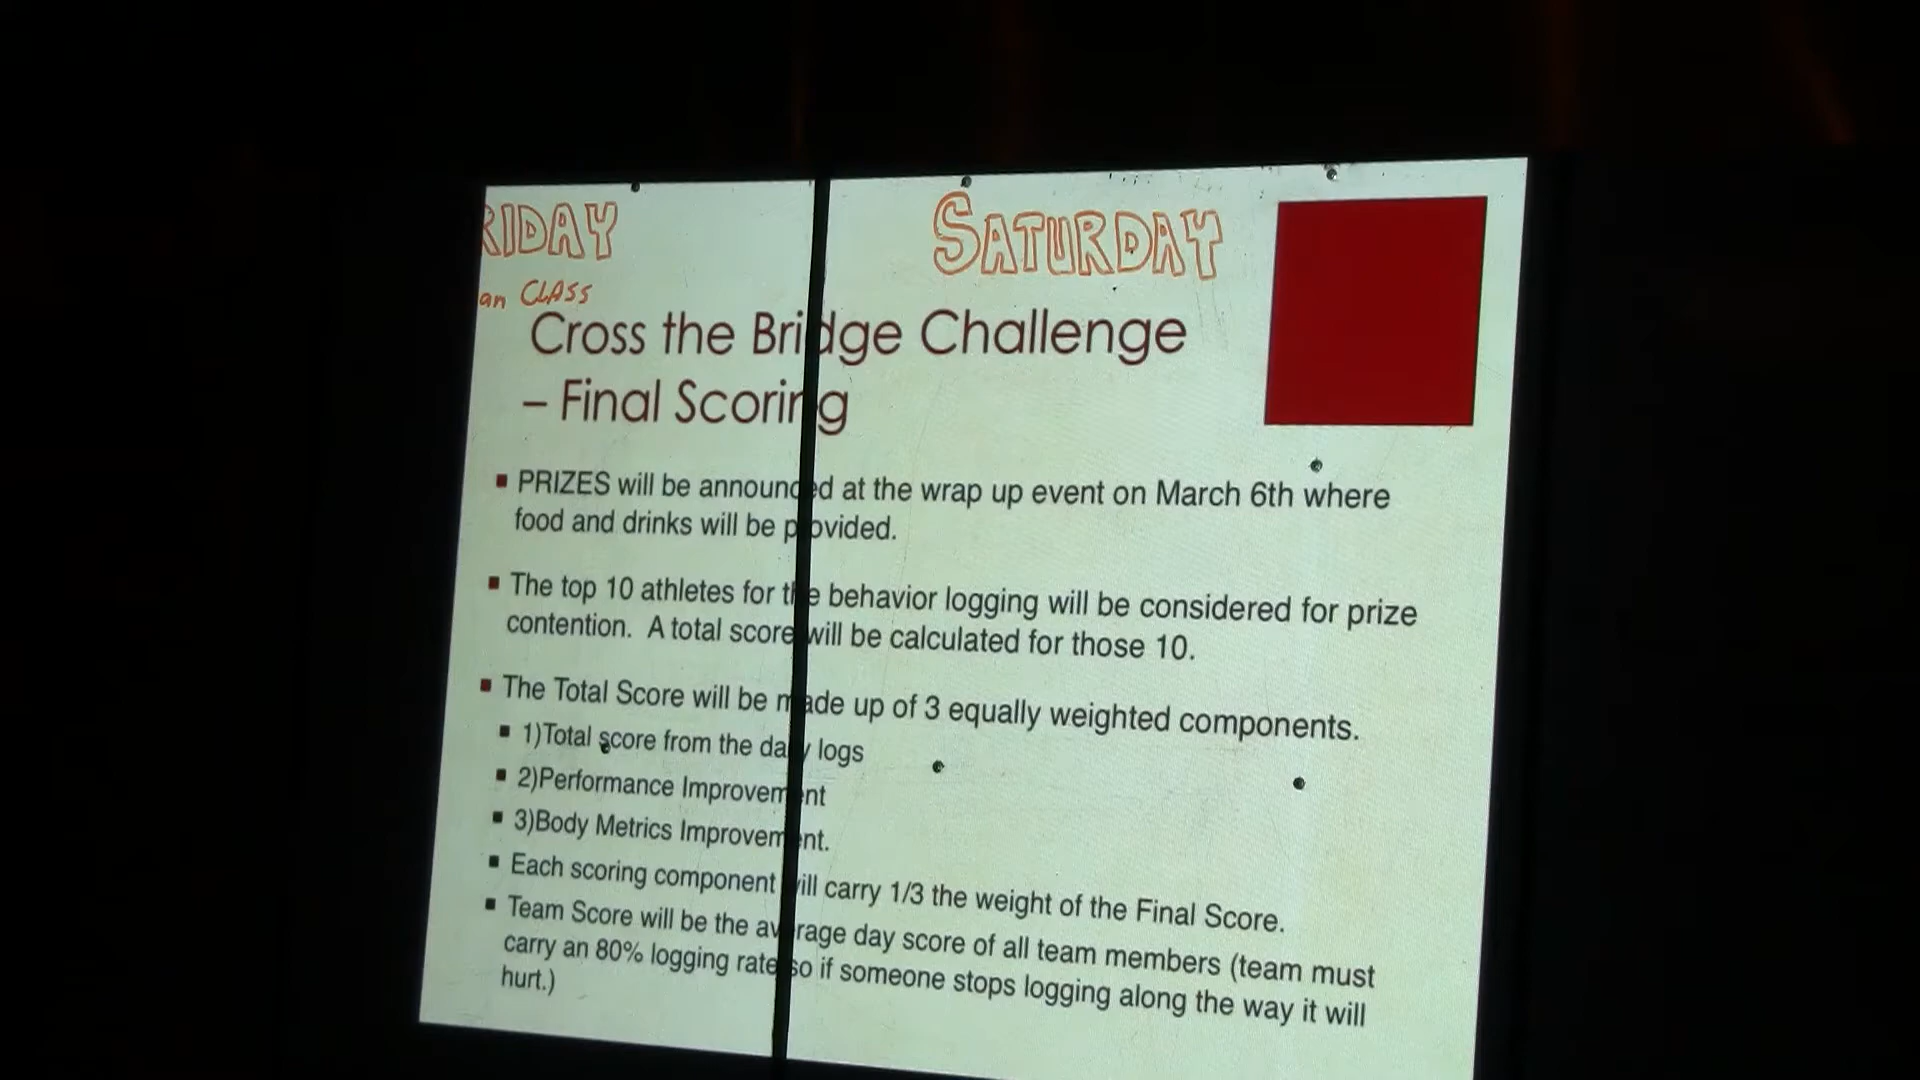 RIDAY
SATURDAY
an CLASS
Cross the Bridge Challenge
– Final Scoring
PRIZES will be announced at the wrap up event on March 6th where
food and drinks will be provided.
The top 10 athletes for the behavior logging will be considered for prize
contention. A total score will be calculated for those 10.
The Total Score will be made up of 3 equally weighted components.
1)Total score from the daily logs
2)Performance Improvement
3)Body Metrics Improvement.
Each scoring component will carry 1/3 the weight of the Final Score.
Team Score will be the average day score of all team members (team must
carry an 80% logging rate so if someone stops logging along the way it will
hurt.)